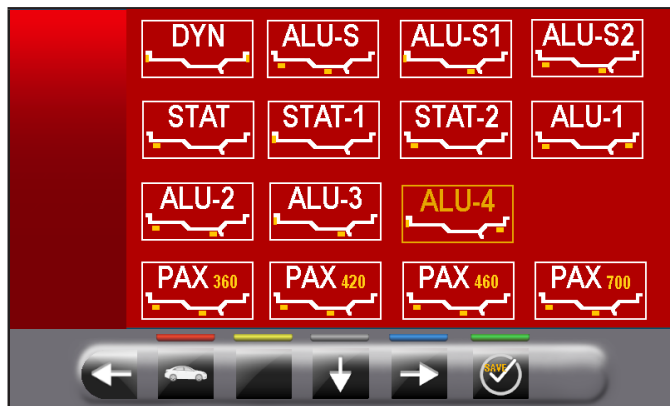 DYN ALU-S ALU-S1 ALU-S2
STAT STAT-1 STAT-2 ALU-1
ALU-2 ALU-3 ALU-4
PAX 360 PAX 420 PAX 460 PAX 700
SAVE